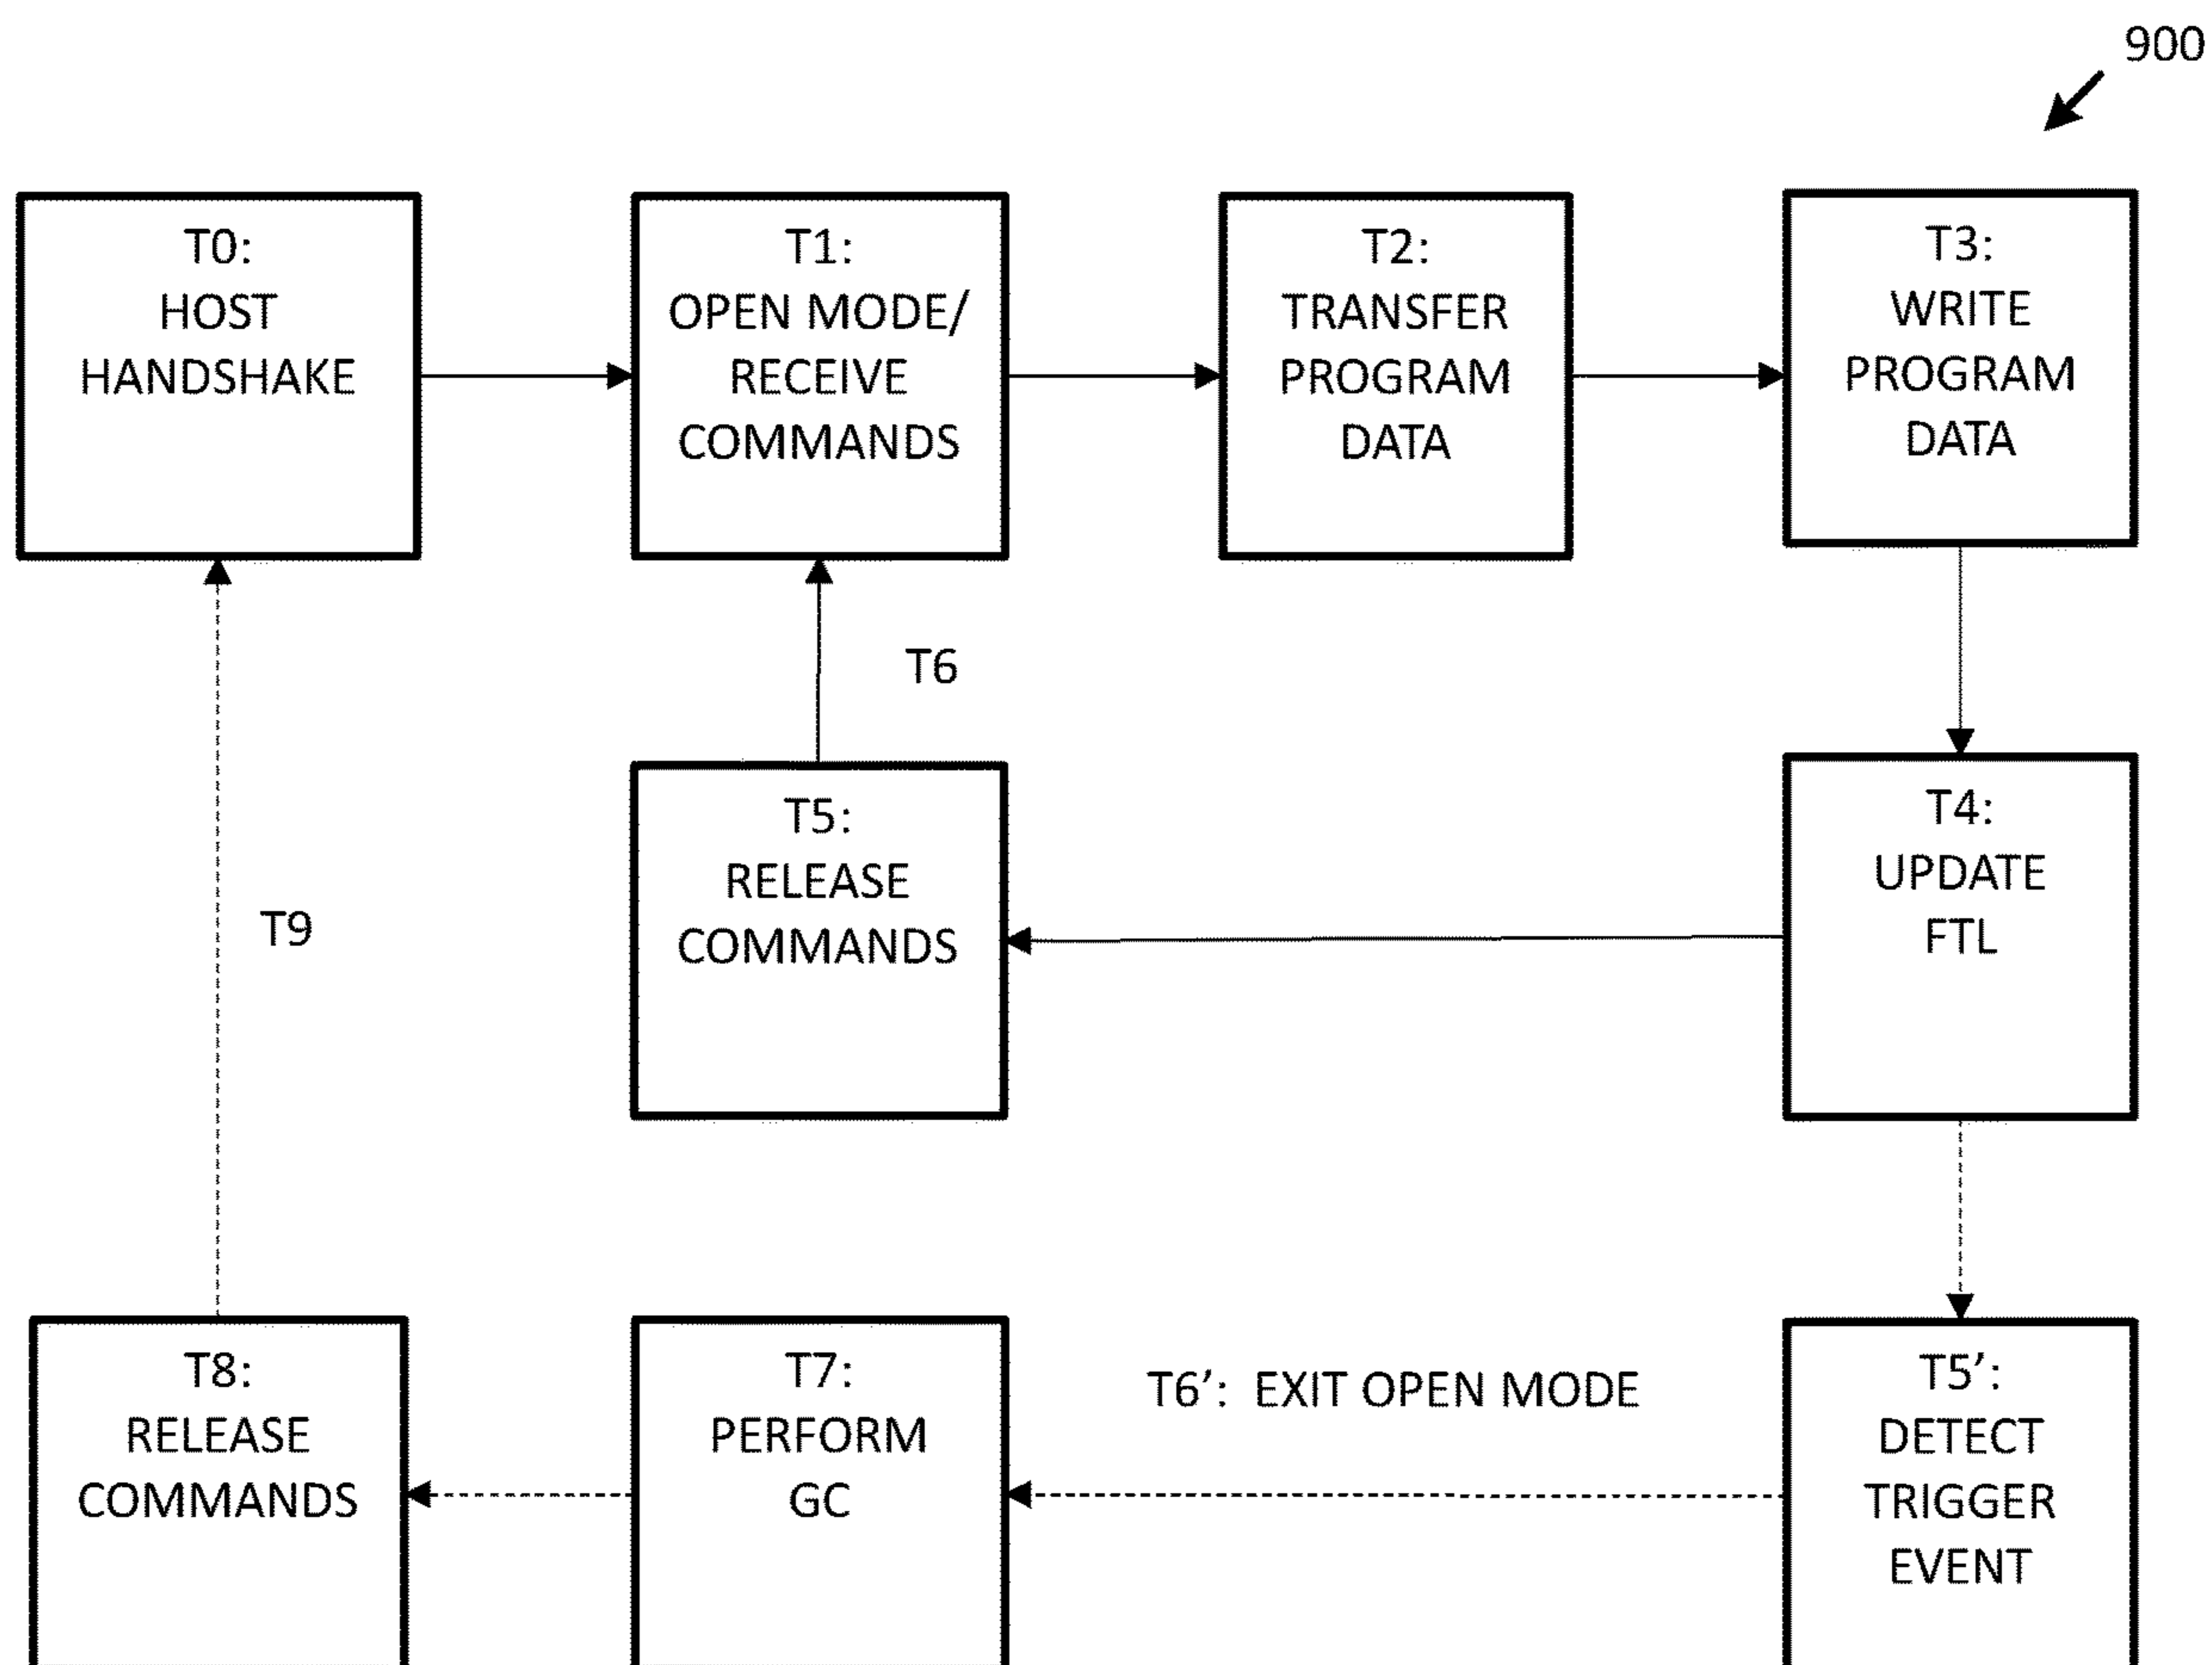 900
T0:
HOST
HANDSHAKE
T1:
OPEN MODE/
RECEIVE
COMMANDS
T2:
TRANSFER
PROGRAM
DATA
T3:
WRITE
PROGRAM
DATA
T6
T5:
RELEASE
COMMANDS
T4:
UPDATE
FTL
T9
T8:
RELEASE
COMMANDS
T7:
PERFORM
GC
T6’: EXIT OPEN MODE
T5’:
DETECT
TRIGGER
EVENT